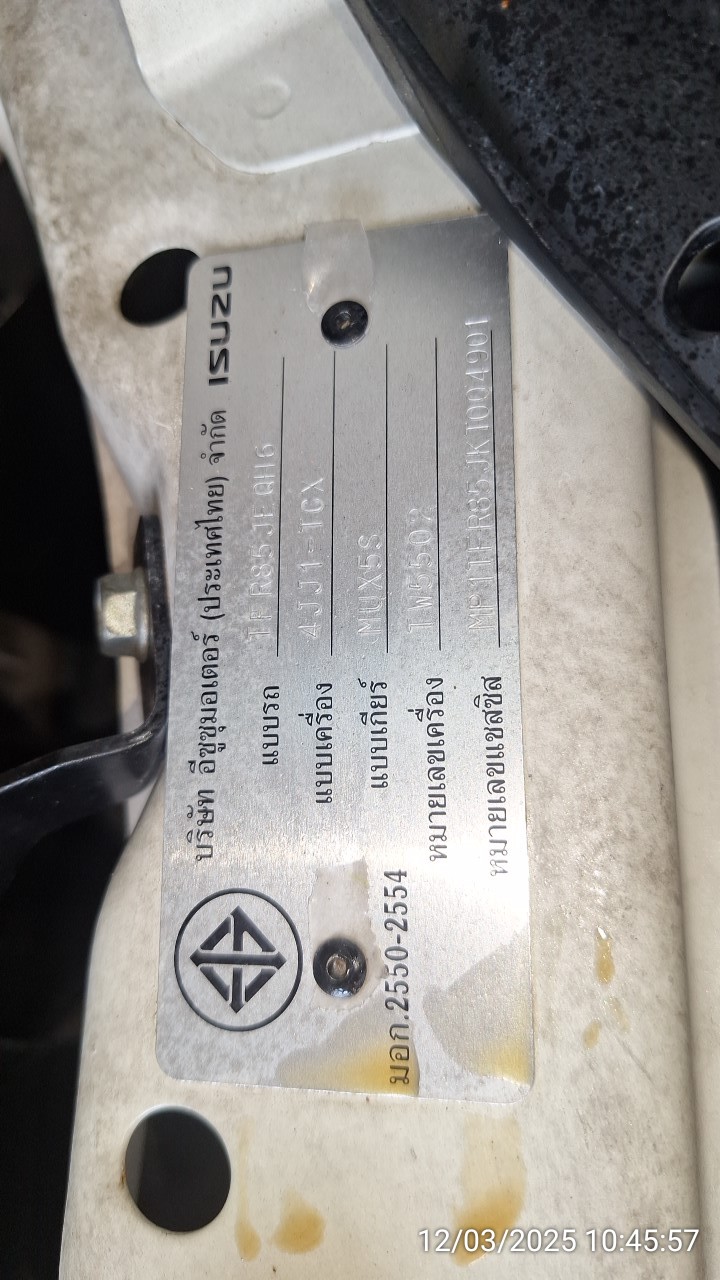 บริษัท อีซูซุมอเตอร์ (ประเทศไทย) จำกัด ISUZU
แบบรถ TFR85JEQH6
แบบเครื่อง 4JJ1-TCX
แบบเกียร์ MUX5S
หมายเลขเครื่อง
หมายเลขแชสซิส MP1TFR85JKT004901
มอก.2550-2554
12/03/2025 10:45:57